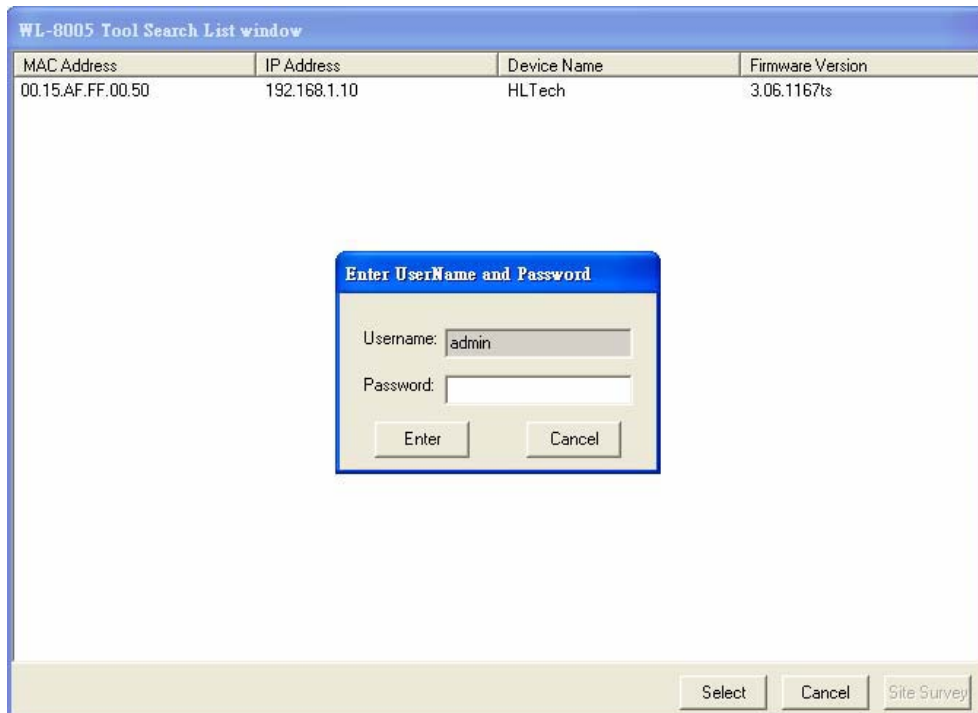 WL-8005 Tool Search List window
MAC Address IP Address Device Name Firmware Version
00.15.AF.FF.00.50 192.168.1.10 HLTech 3.06.1167ts
Enter UserName and Password
Username: admin
Password:
Enter Cancel
Select Cancel Site Survey